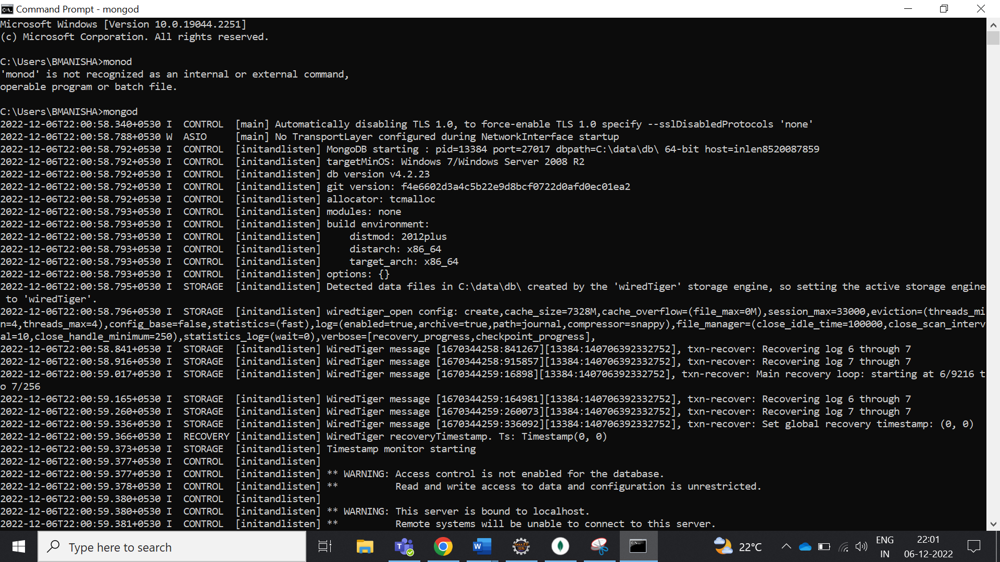 Command Prompt - mongod
Microsoft Windows [Version 10.0.19044.2251]
(c) Microsoft Corporation. All rights reserved.
C:\Users\BMANISHA>monod
'monod' is not recognized as an internal or external command,
operable program or batch file.
C:\Users\BMANISHA>mongod
2022-12-06T22:00:58.340+0530 I  CONTROL  [main] Automatically disabling TLS 1.0, to force-enable TLS 1.0 specify --sslDisabledProtocols 'none'
2022-12-06T22:00:58.788+0530 W  ASIO     [main] No TransportLayer configured during NetworkInterface startup
2022-12-06T22:00:58.792+0530 I  CONTROL  [initandlisten] MongoDB starting : pid=13384 port=27017 dbpath=C:\data\db\ 64-bit host=inlen8520087859
2022-12-06T22:00:58.792+0530 I  CONTROL  [initandlisten] targetMinOS: Windows 7/Windows Server 2008 R2
2022-12-06T22:00:58.792+0530 I  CONTROL  [initandlisten] db version v4.2.23
2022-12-06T22:00:58.792+0530 I  CONTROL  [initandlisten] git version: f4e6602d3a4c5b22e9d8bcf0722d0afd0ec01ea2
2022-12-06T22:00:58.792+0530 I  CONTROL  [initandlisten] allocator: tcmalloc
2022-12-06T22:00:58.793+0530 I  CONTROL  [initandlisten] modules: none
2022-12-06T22:00:58.793+0530 I  CONTROL  [initandlisten] build environment:
2022-12-06T22:00:58.793+0530 I  CONTROL  [initandlisten]     distmod: 2012plus
2022-12-06T22:00:58.793+0530 I  CONTROL  [initandlisten]     distarch: x86_64
2022-12-06T22:00:58.793+0530 I  CONTROL  [initandlisten]     target_arch: x86_64
2022-12-06T22:00:58.793+0530 I  CONTROL  [initandlisten] options: {}
2022-12-06T22:00:58.795+0530 I  STORAGE  [initandlisten] Detected data files in C:\data\db\ created by the 'wiredTiger' storage engine, so setting the active storage engine
 to 'wiredTiger'.
2022-12-06T22:00:58.796+0530 I  STORAGE  [initandlisten] wiredtiger_open config: create,cache_size=7328M,cache_overflow=(file_max=0M),session_max=33000,eviction=(threads_mi
n=4,threads_max=4),config_base=false,statistics=(fast),log=(enabled=true,archive=true,path=journal,compressor=snappy),file_manager=(close_idle_time=100000,close_scan_interv
al=10,close_handle_minimum=250),statistics_log=(wait=0),verbose=[recovery_progress,checkpoint_progress],
2022-12-06T22:00:58.841+0530 I  STORAGE  [initandlisten] WiredTiger message [1670344258:841267][13384:140706392332752], txn-recover: Recovering log 6 through 7
2022-12-06T22:00:58.916+0530 I  STORAGE  [initandlisten] WiredTiger message [1670344258:915857][13384:140706392332752], txn-recover: Recovering log 7 through 7
2022-12-06T22:00:59.017+0530 I  STORAGE  [initandlisten] WiredTiger message [1670344259:16898][13384:140706392332752], txn-recover: Main recovery loop: starting at 6/9216 t
o 7/256
2022-12-06T22:00:59.165+0530 I  STORAGE  [initandlisten] WiredTiger message [1670344259:164981][13384:140706392332752], txn-recover: Recovering log 6 through 7
2022-12-06T22:00:59.260+0530 I  STORAGE  [initandlisten] WiredTiger message [1670344259:260073][13384:140706392332752], txn-recover: Recovering log 7 through 7
2022-12-06T22:00:59.336+0530 I  STORAGE  [initandlisten] WiredTiger message [1670344259:336092][13384:140706392332752], txn-recover: Set global recovery timestamp: (0, 0)
2022-12-06T22:00:59.366+0530 I  RECOVERY [initandlisten] WiredTiger recoveryTimestamp. Ts: Timestamp(0, 0)
2022-12-06T22:00:59.373+0530 I  STORAGE  [initandlisten] Timestamp monitor starting
2022-12-06T22:00:59.377+0530 I  CONTROL  [initandlisten]
2022-12-06T22:00:59.377+0530 I  CONTROL  [initandlisten] ** WARNING: Access control is not enabled for the database.
2022-12-06T22:00:59.378+0530 I  CONTROL  [initandlisten] **          Read and write access to data and configuration is unrestricted.
2022-12-06T22:00:59.380+0530 I  CONTROL  [initandlisten]
2022-12-06T22:00:59.380+0530 I  CONTROL  [initandlisten] ** WARNING: This server is bound to localhost.
2022-12-06T22:00:59.381+0530 I  CONTROL  [initandlisten] **          Remote systems will be unable to connect to this server.
Type here to search
22°C
ENG
IN
22:01
06-12-2022